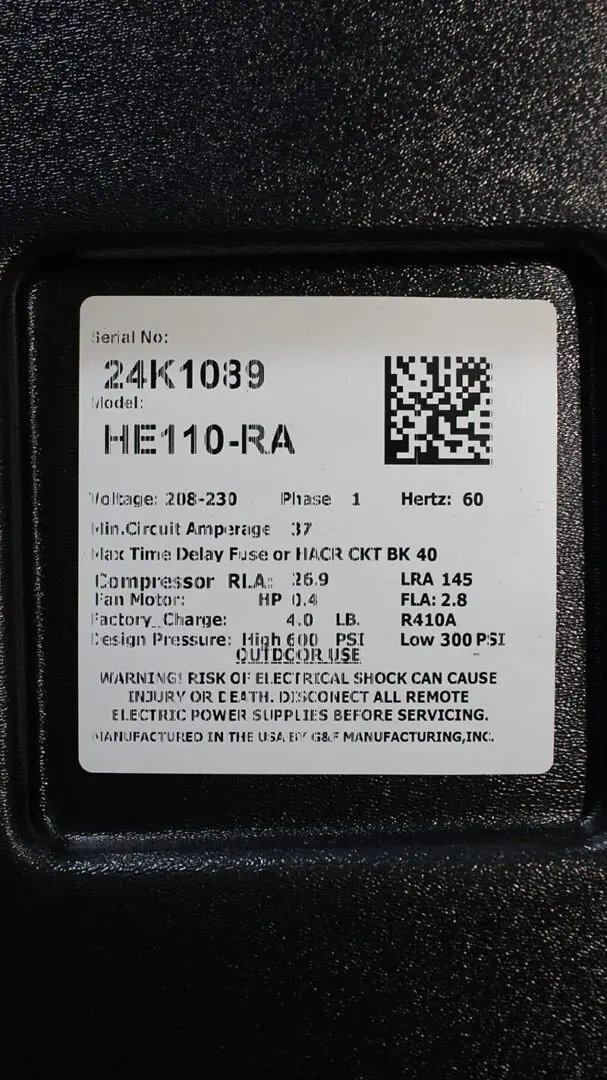 Serial No:
24K1089
Model:
HE110-RA
Voltage: 208-230 Phase 1 Hertz: 60
Min.Circuit Amperage 37
Max Time Delay Fuse or HACR CKT BK 40
Compressor RLA: 26.9 LRA 145
Fan Motor: HP 0.4 FLA: 2.8
Factory_Charge: 4.0 LB. R410A
Design Pressure: High 600 PSI Low 300 PSI
OUTDOOR USE
WARNING! RISK OF ELECTRICAL SHOCK CAN CAUSE
INJURY OR DEATH. DISCONECT ALL REMOTE
ELECTRIC POWER SUPPLIES BEFORE SERVICING.
MANUFACTURED IN THE USA BY G&F MANUFACTURING,INC.